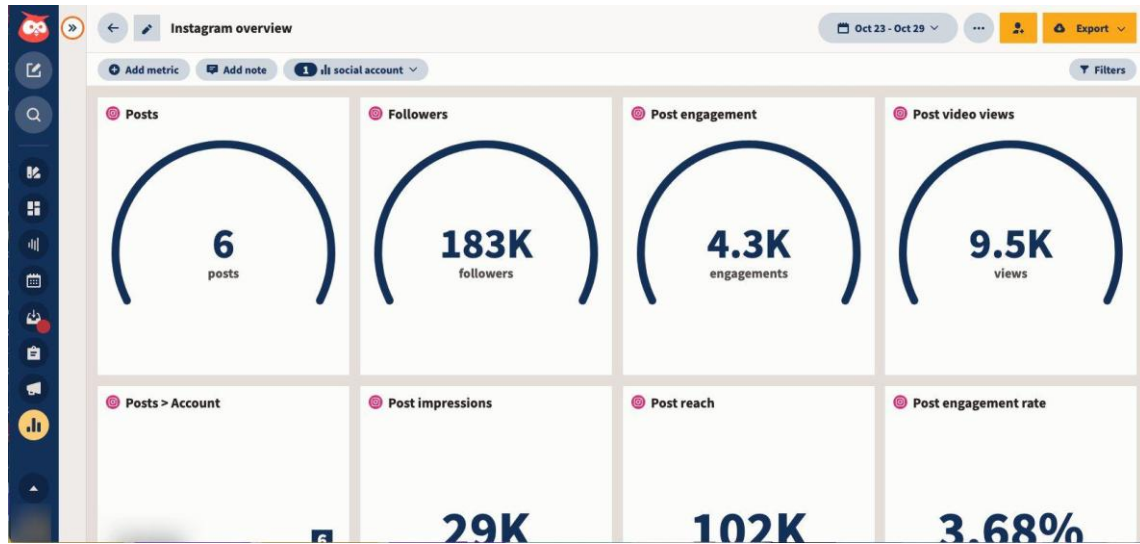 Instagram overview
Oct 23 - Oct 29
Export
Add metric
Add note
1 social account
Filters
Posts
6
posts
Followers
183K
followers
Post engagement
4.3K
engagements
Post video views
9.5K
views
Posts > Account
6
Post impressions
29K
Post reach
102K
Post engagement rate
3.68%